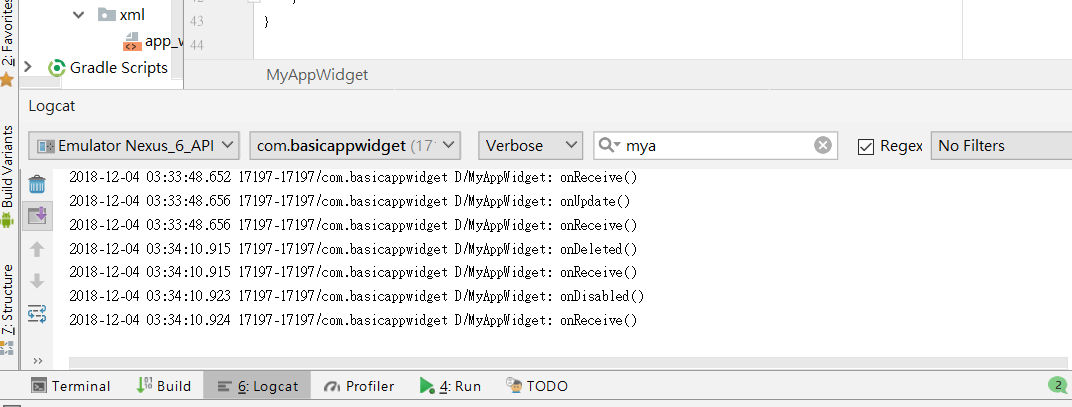 xml
43
}
app_w
44
2: Favorites
Gradle Scripts
MyAppWidget
Logcat
Emulator Nexus_6_API
com.basicappwidget (17
Verbose
mya
Regex
No Filters
Build Variants
2018-12-04 03:33:48.652 17197-17197/com.basicappwidget D/MyAppWidget: onReceive()
2018-12-04 03:33:48.656 17197-17197/com.basicappwidget D/MyAppWidget: onUpdate()
2018-12-04 03:33:48.656 17197-17197/com.basicappwidget D/MyAppWidget: onReceive()
2018-12-04 03:34:10.915 17197-17197/com.basicappwidget D/MyAppWidget: onDeleted()
2018-12-04 03:34:10.915 17197-17197/com.basicappwidget D/MyAppWidget: onReceive()
2018-12-04 03:34:10.923 17197-17197/com.basicappwidget D/MyAppWidget: onDisabled()
2018-12-04 03:34:10.924 17197-17197/com.basicappwidget D/MyAppWidget: onReceive()
7: Structure
Terminal
Build
6: Logcat
Profiler
4: Run
TODO
2